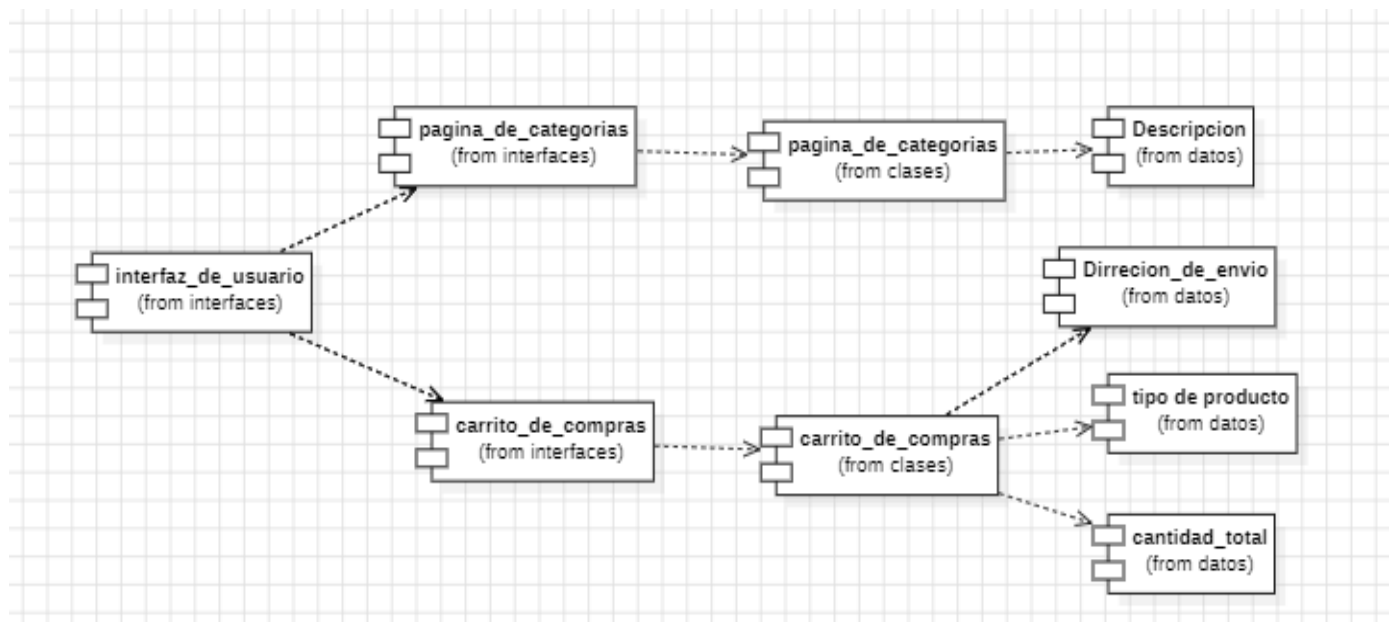 pagina_de_categorias
(from interfaces)
pagina_de_categorias
(from clases)
Descripcion
(from datos)
interfaz_de_usuario
(from interfaces)
Dirrecion_de_envio
(from datos)
carrito_de_compras
(from interfaces)
carrito_de_compras
(from clases)
tipo de producto
(from datos)
cantidad_total
(from datos)